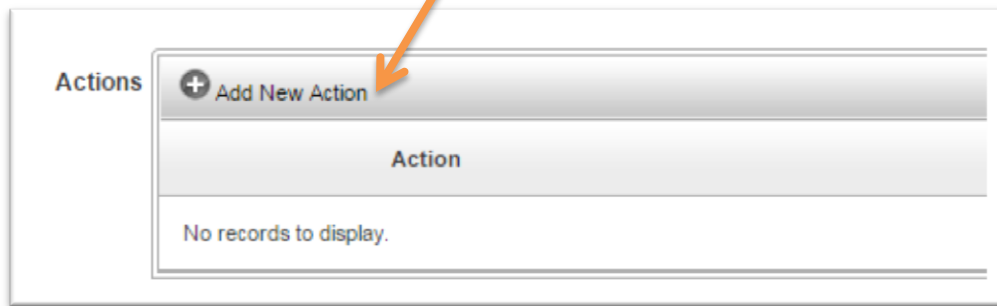 Actions
Add New Action
Action
No records to display.